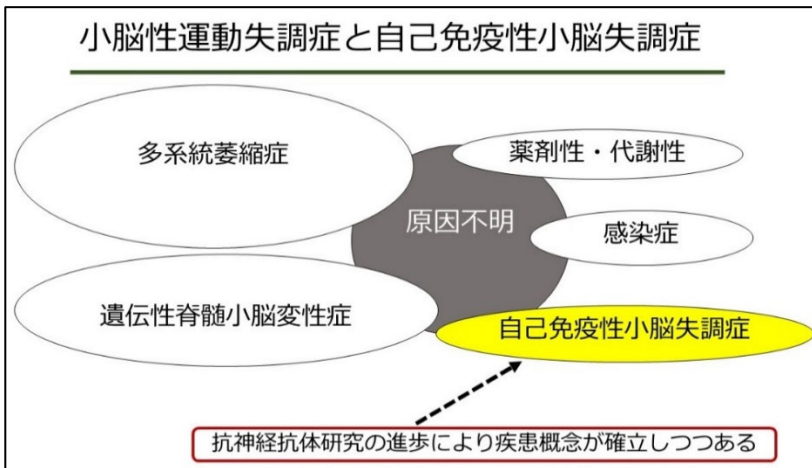 小脳性運動失調症と自己免疫性小脳失調症
多系統萎縮症
薬剤性・代謝性
原因不明
感染症
遺伝性脊髄小脳変性症
自己免疫性小脳失調症
抗神経抗体研究の進歩により疾患概念が確立しつつある